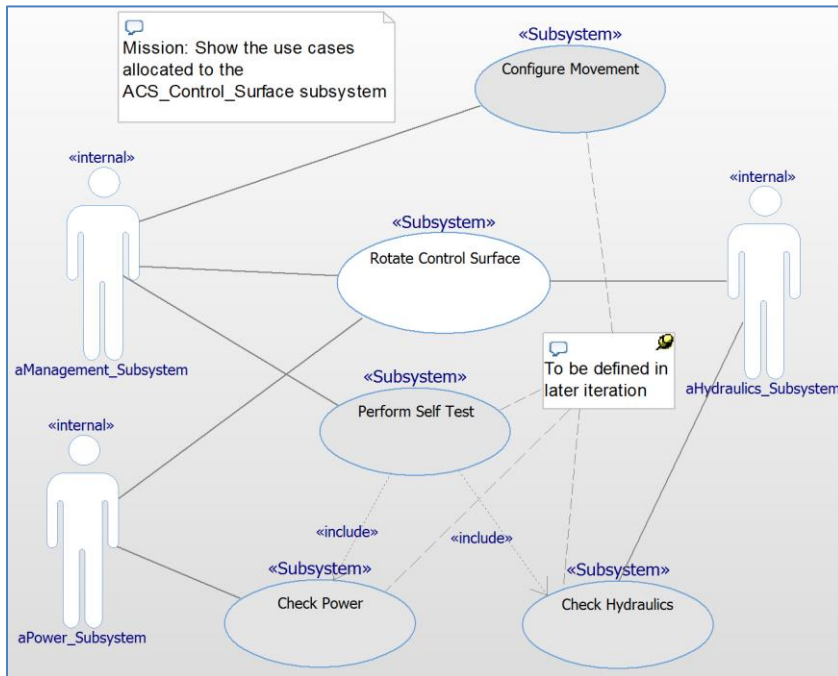 Mission: Show the use cases
allocated to the
ACS_Control_Surface subsystem
«Subsystem»
Configure Movement
«internal»
aManagement_Subsystem
«Subsystem»
Rotate Control Surface
«internal»
aHydraulics_Subsystem
To be defined in
later iteration
«Subsystem»
Perform Self Test
«internal»
aPower_Subsystem
«include»
«include»
«Subsystem»
Check Power
«Subsystem»
Check Hydraulics